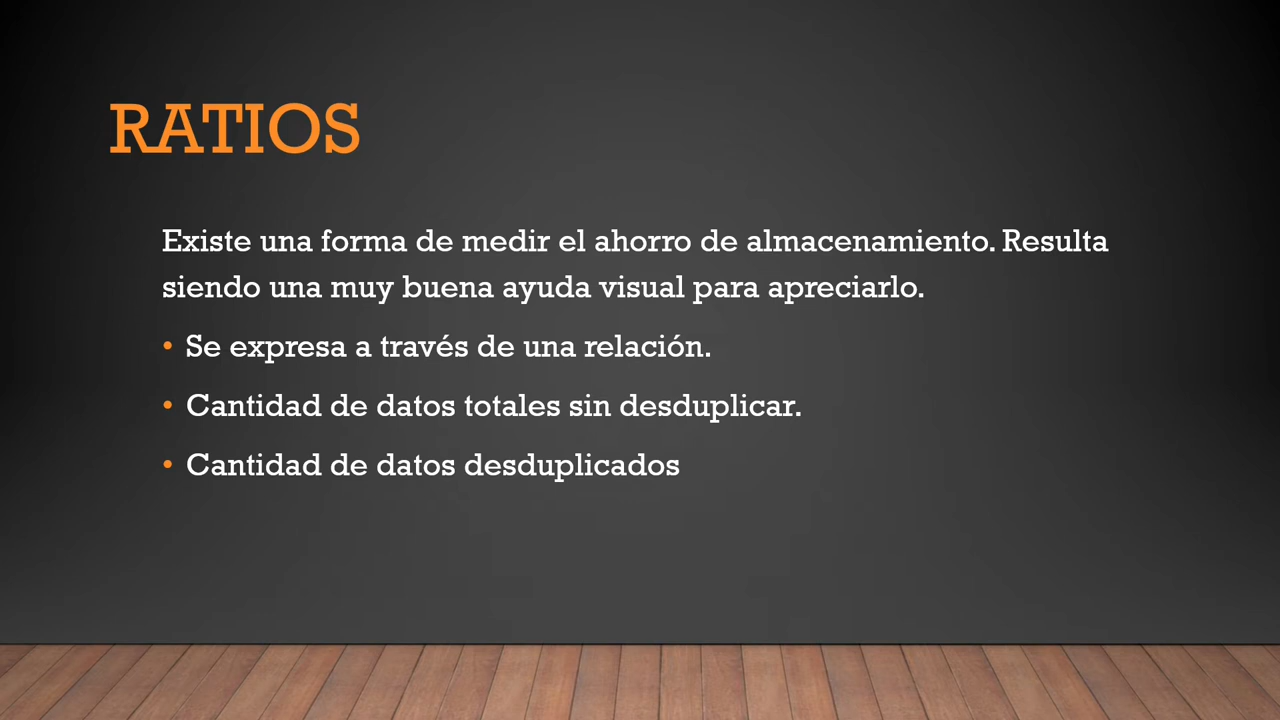 RATIOS
Existe una forma de medir el ahorro de almacenamiento. Resulta
siendo una muy buena ayuda visual para apreciarlo.
• Se expresa a través de una relación.
• Cantidad de datos totales sin desduplicar.
• Cantidad de datos desduplicados